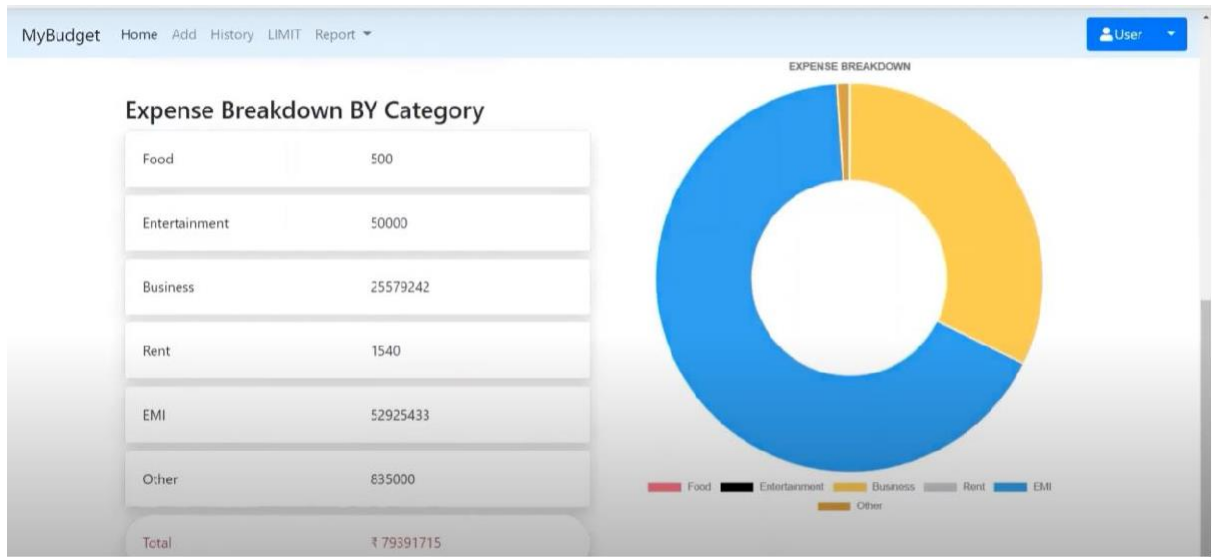 MyBudget Home Add History LIMIT Report User
Expense Breakdown BY Category
Food 500
Entertainment 50000
Business 25579242
Rent 1540
EMI 52925433
Other 835000
Total ₹ 79391715
EXPENSE BREAKDOWN
Food Entertainment Business Rent EMI
Other